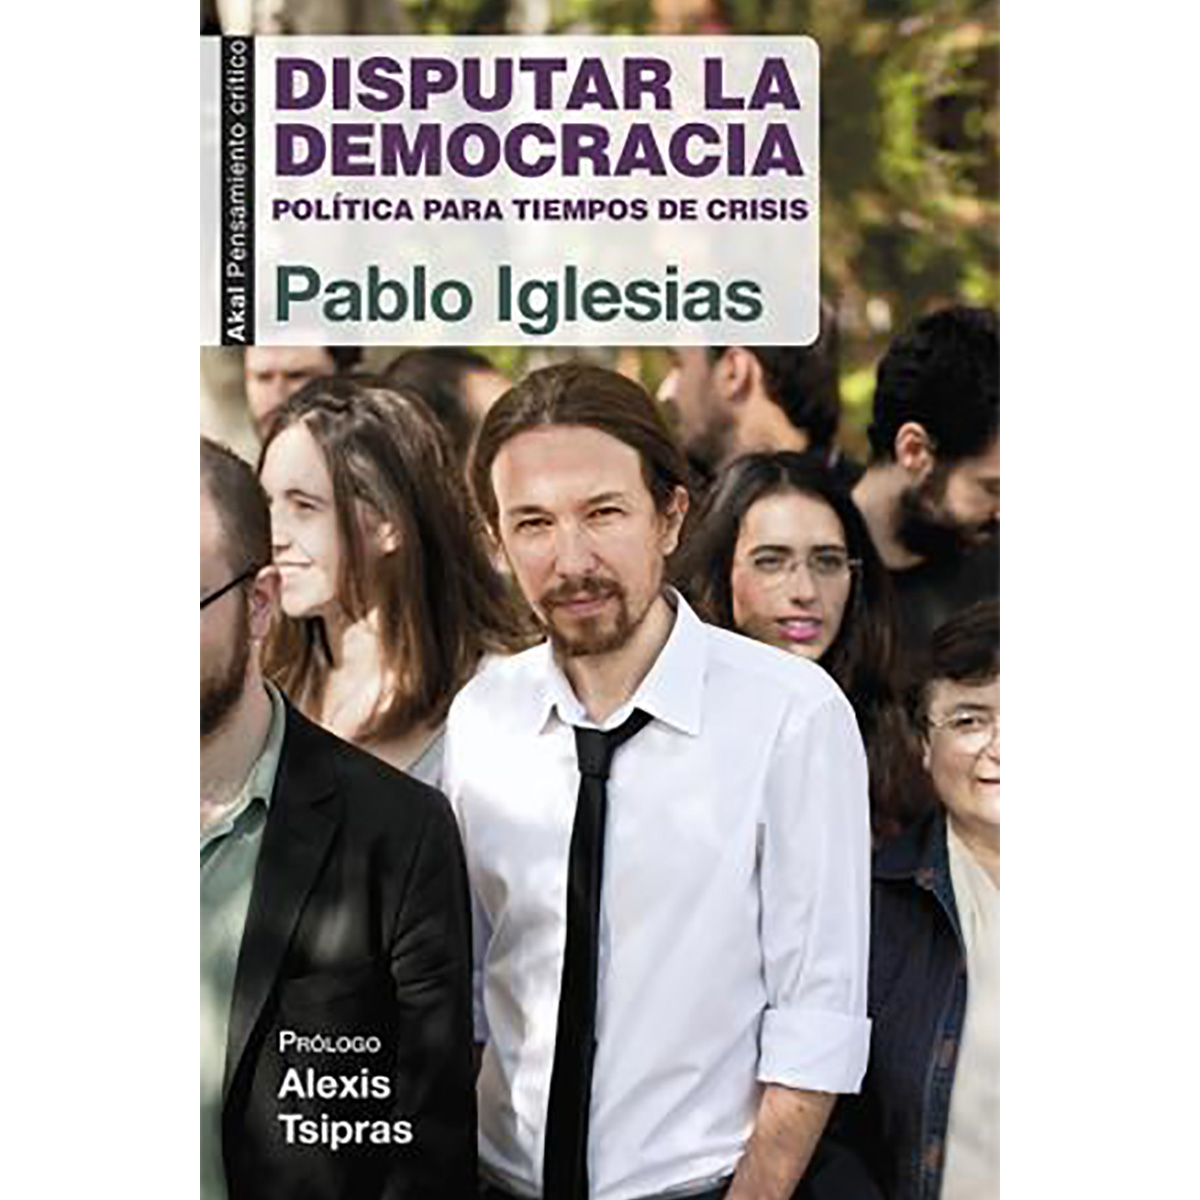 Akal Pensamiento crítico
DISPUTAR LA
DEMOCRACIA
POLÍTICA PARA TIEMPOS DE CRISIS
Pablo Iglesias
PRÓLOGO
Alexis
Tsipras